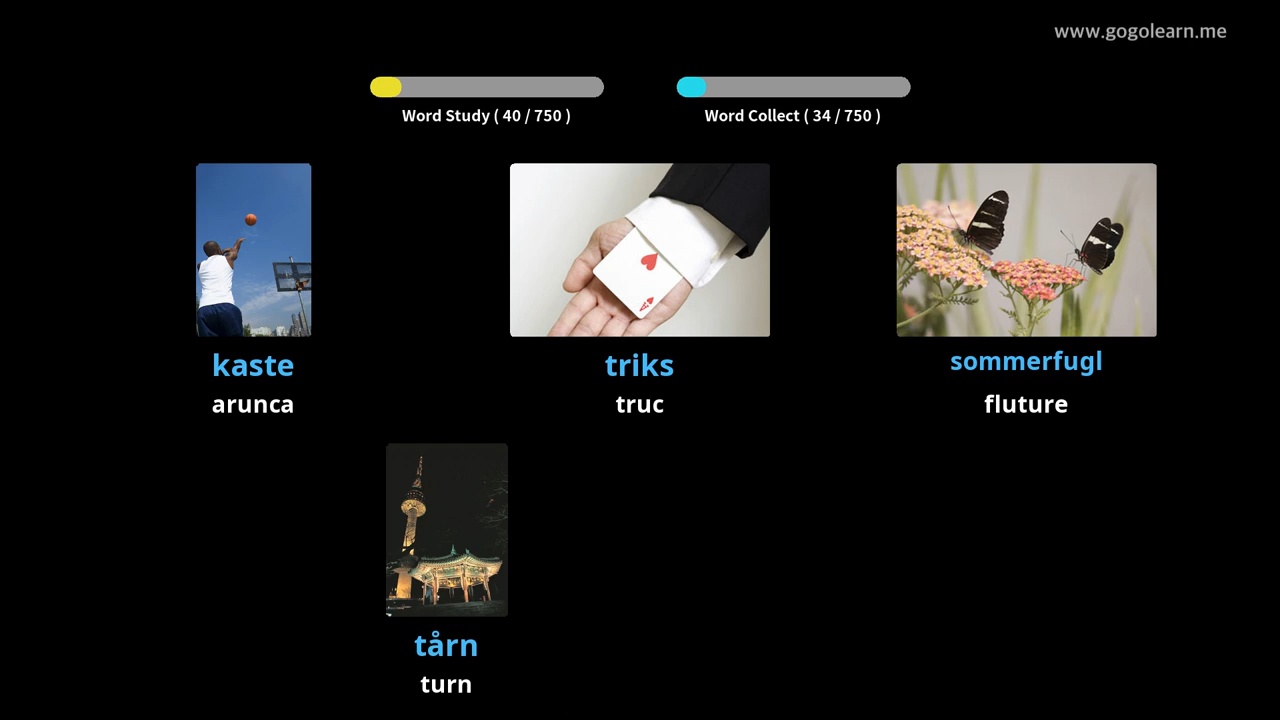 www.gogolearn.me
Word Study ( 40 / 750 )
Word Collect ( 34 / 750 )
kaste
arunca
triks
truc
sommerfugl
fluture
tårn
turn